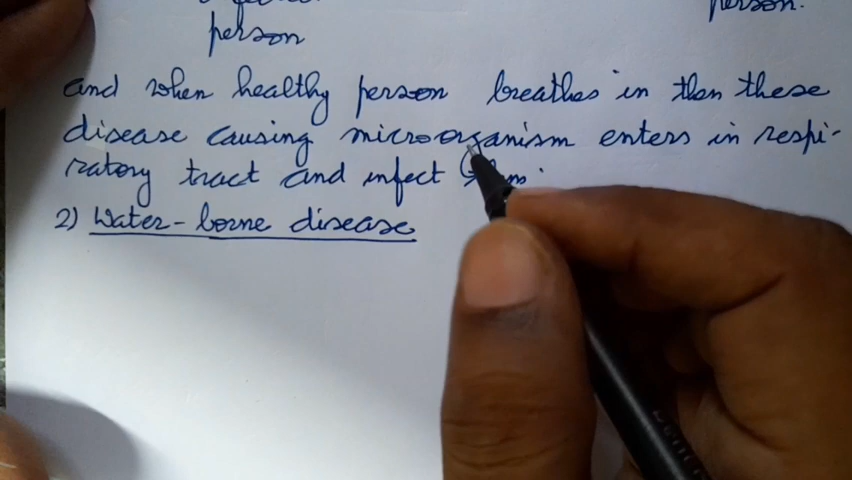 person
person.
and when healthy person breathes in then these
disease causing microorganism enters in respi-
ratory tract and infect
2) Water-borne disease